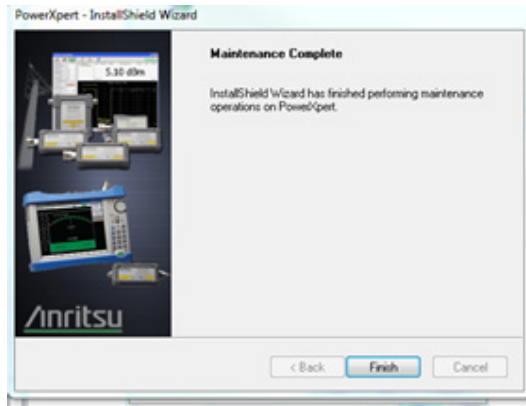 PowerXpert - InstallShield Wizard
5.10 dBm
Maintenance Complete
InstallShield Wizard has finished performing maintenance
operations on PowerXpert.
Anritsu
< Back
Finish
Cancel